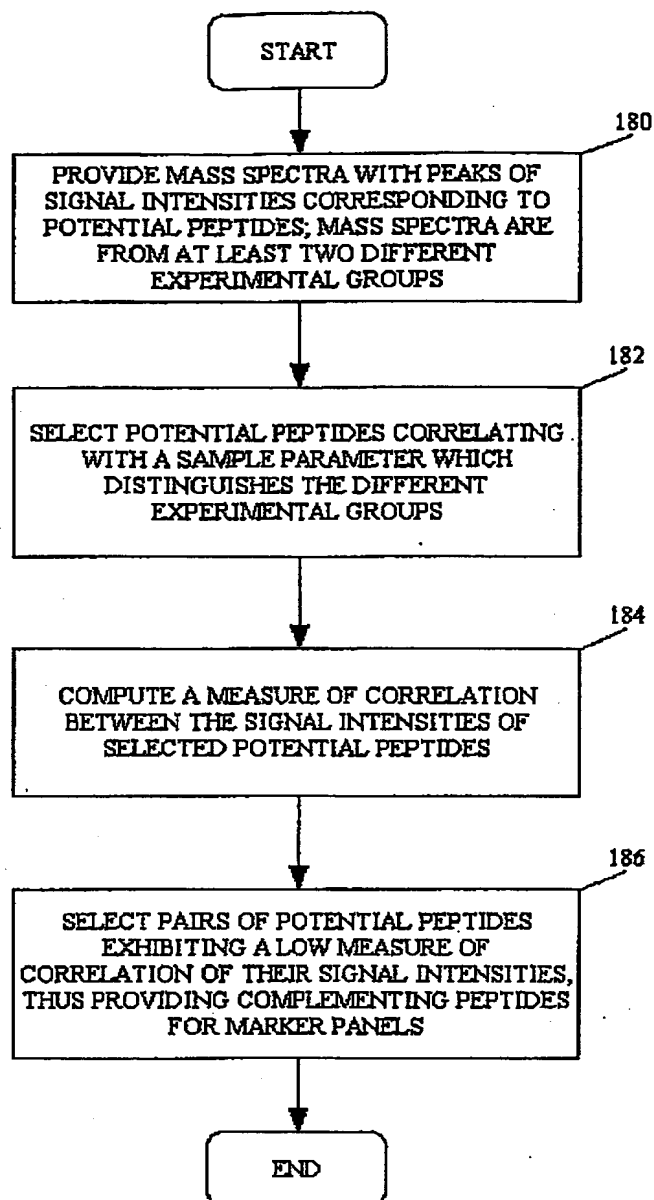 START
180
PROVIDE MASS SPECTRA WITH PEAKS OF
SIGNAL INTENSITIES CORRESPONDING TO
POTENTIAL PEPTIDES; MASS SPECTRA ARE
FROM AT LEAST TWO DIFFERENT
EXPERIMENTAL GROUPS
182
SELECT POTENTIAL PEPTIDES CORRELATING
WITH A SAMPLE PARAMETER WHICH
DISTINGUISHES THE DIFFERENT
EXPERIMENTAL GROUPS
184
COMPUTE A MEASURE OF CORRELATION
BETWEEN THE SIGNAL INTENSITIES OF
SELECTED POTENTIAL PEPTIDES
186
SELECT PAIRS OF POTENTIAL PEPTIDES
EXHIBITING A LOW MEASURE OF
CORRELATION OF THEIR SIGNAL INTENSITIES,
THUS PROVIDING COMPLEMENTING PEPTIDES
FOR MARKER PANELS
END